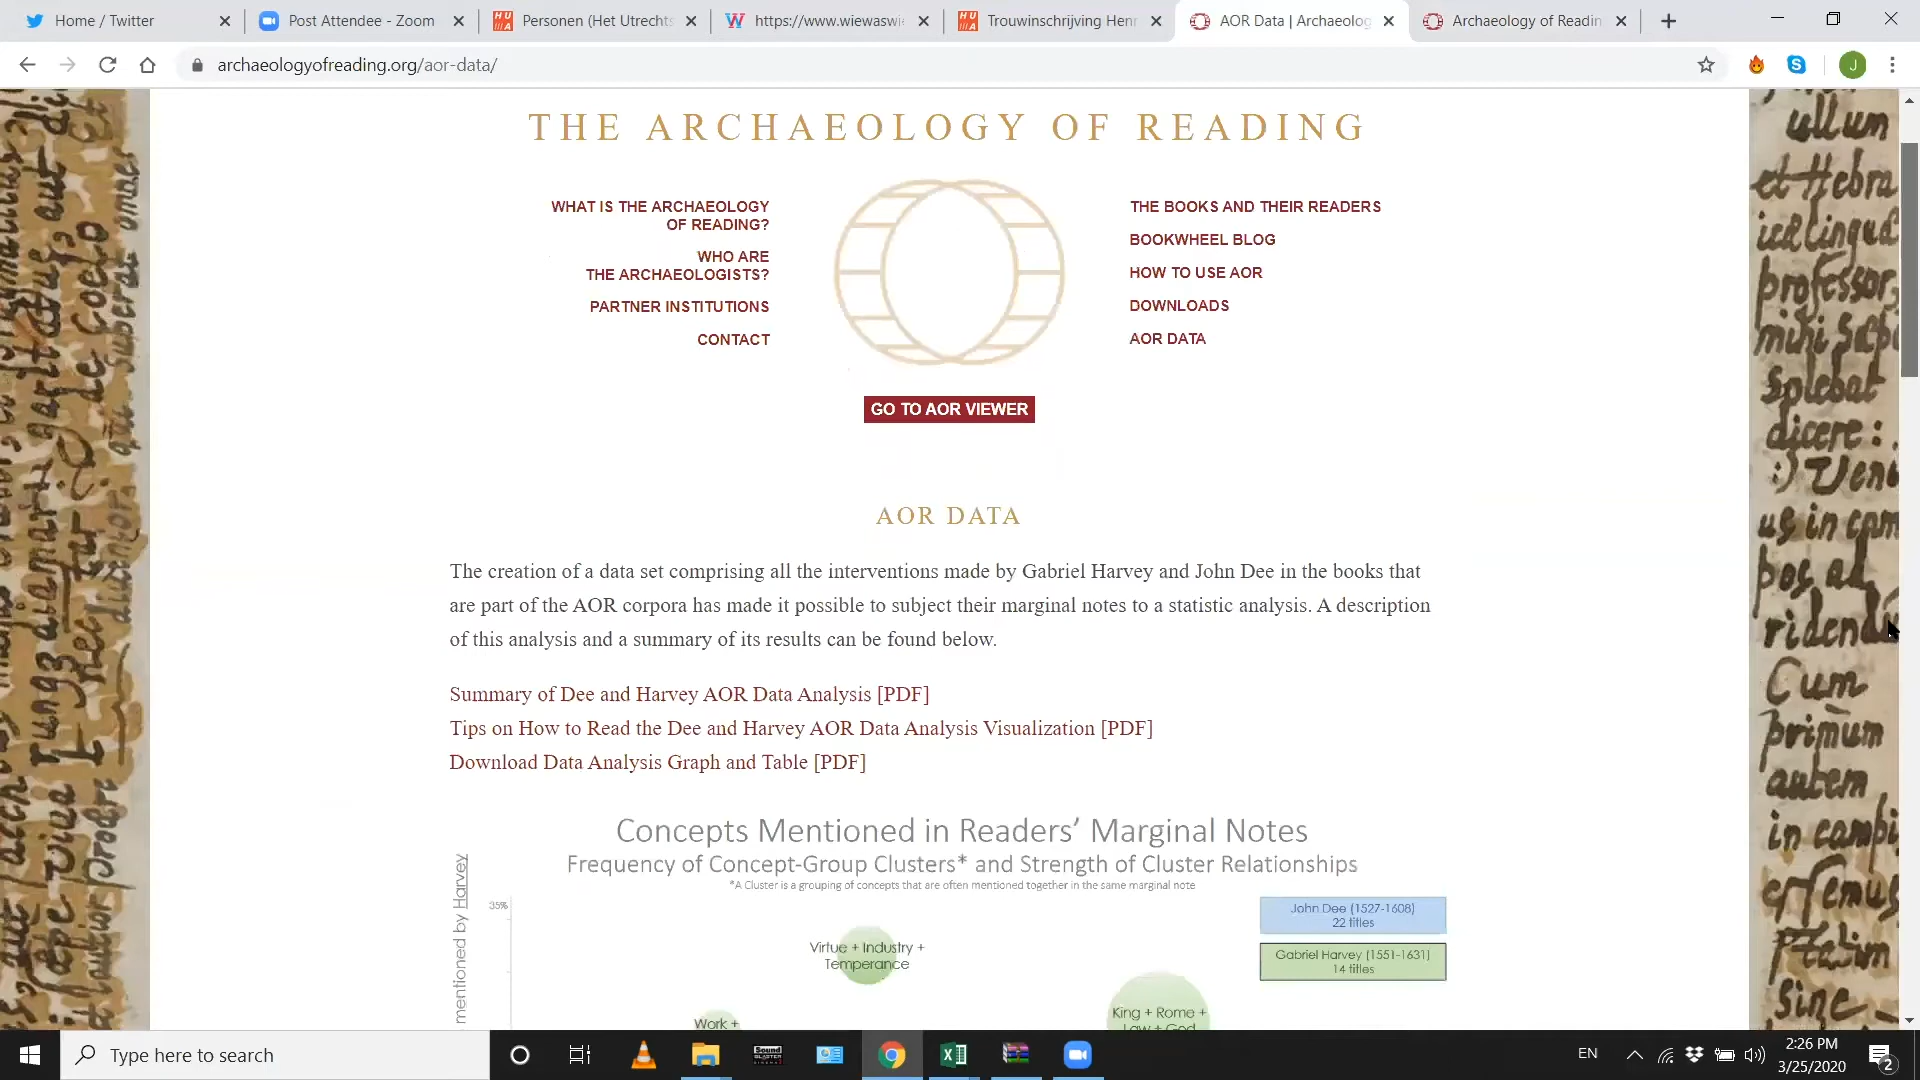 Home / Twitter
Post Attendee - Zoom
Personen (Het Utrechts
https://www.wiewaswie
Trouwinschrijving Henr
AOR Data | Archaeolog
Archaeology of Readin
archaeologyofreading.org/aor-data/
J
THE ARCHAEOLOGY OF READING
WHAT IS THE ARCHAEOLOGY
OF READING?
WHO ARE
THE ARCHAEOLOGISTS?
PARTNER INSTITUTIONS
CONTACT
THE BOOKS AND THEIR READERS
BOOKWHEEL BLOG
HOW TO USE AOR
DOWNLOADS
AOR DATA
GO TO AOR VIEWER
AOR DATA
The creation of a data set comprising all the interventions made by Gabriel Harvey and John Dee in the books that
are part of the AOR corpora has made it possible to subject their marginal notes to a statistic analysis. A description
of this analysis and a summary of its results can be found below.
Summary of Dee and Harvey AOR Data Analysis [PDF]
Tips on How to Read the Dee and Harvey AOR Data Analysis Visualization [PDF]
Download Data Analysis Graph and Table [PDF]
Concepts Mentioned in Readers' Marginal Notes
Frequency of Concept-Group Clusters* and Strength of Cluster Relationships
*A Cluster is a grouping of concepts that are often mentioned together in the same marginal note
mentioned by Harvey
35%
John Dee (1527-1608)
22 titles
Gabriel Harvey (1551-1631)
14 titles
Virtue + Industry +
Temperance
King + Rome +
Law + God
Work +
ullum
professor
Splebat
dicere :
us in com
Cum
primum
autem
in cambi
sine
Type here to search
EN
2:26 PM
3/25/2020
2